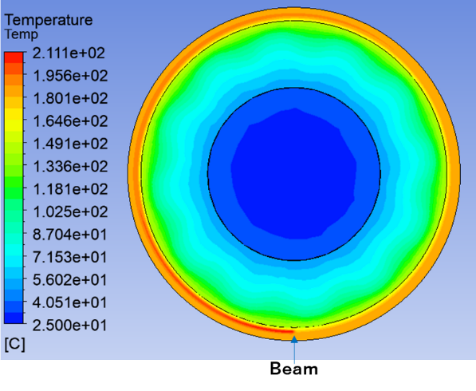 Temperature
Temp
2.111e+02
1.956e+02
1.801e+02
1.646e+02
1.491e+02
1.336e+02
1.181e+02
1.025e+02
8.704e+01
7.153e+01
5.602e+01
4.051e+01
2.500e+01
[C]
Beam